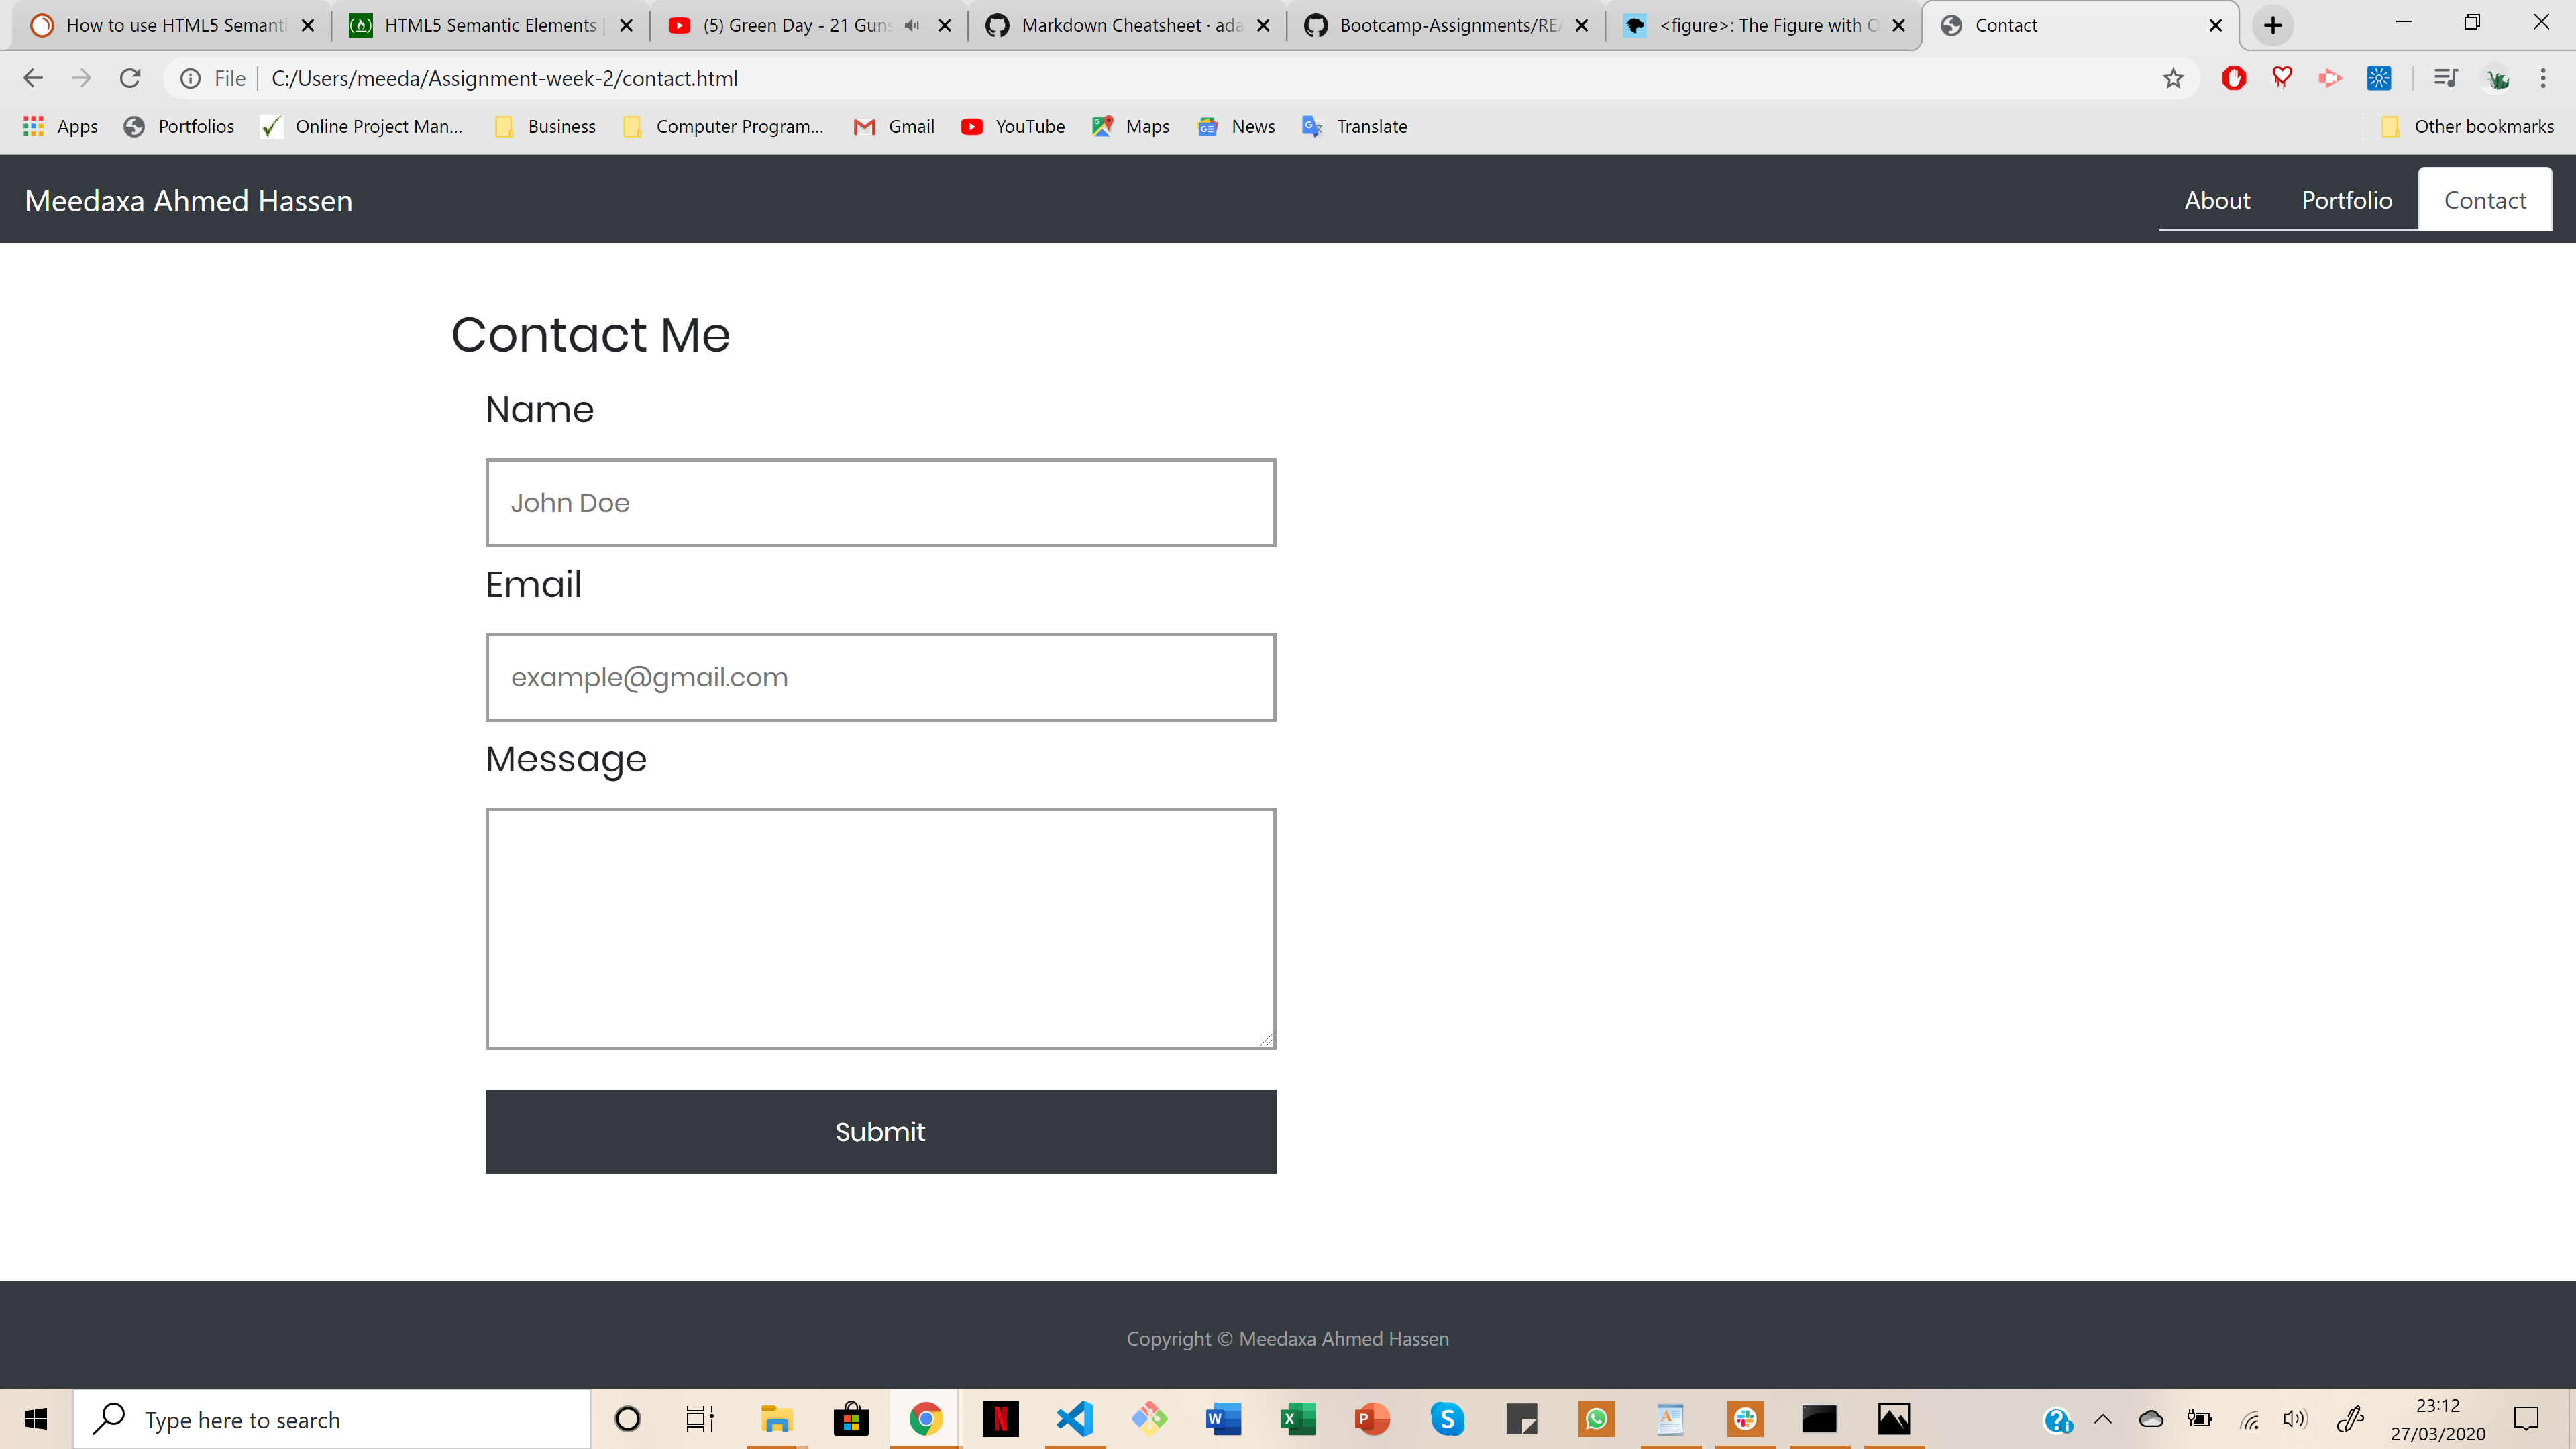 How to use HTML5 Semanti
HTML5 Semantic Elements |
(5) Green Day - 21 Guns
Markdown Cheatsheet · ada
Bootcamp-Assignments/REA
<figure>: The Figure with O
Contact
File
C:/Users/meeda/Assignment-week-2/contact.html
Apps
Portfolios
Online Project Man...
Business
Computer Program...
Gmail
YouTube
Maps
News
Translate
Other bookmarks
Meedaxa Ahmed Hassen
About
Portfolio
Contact
Contact Me
Name
John Doe
Email
example@gmail.com
Message
Submit
Copyright © Meedaxa Ahmed Hassen
Type here to search
23:12
27/03/2020